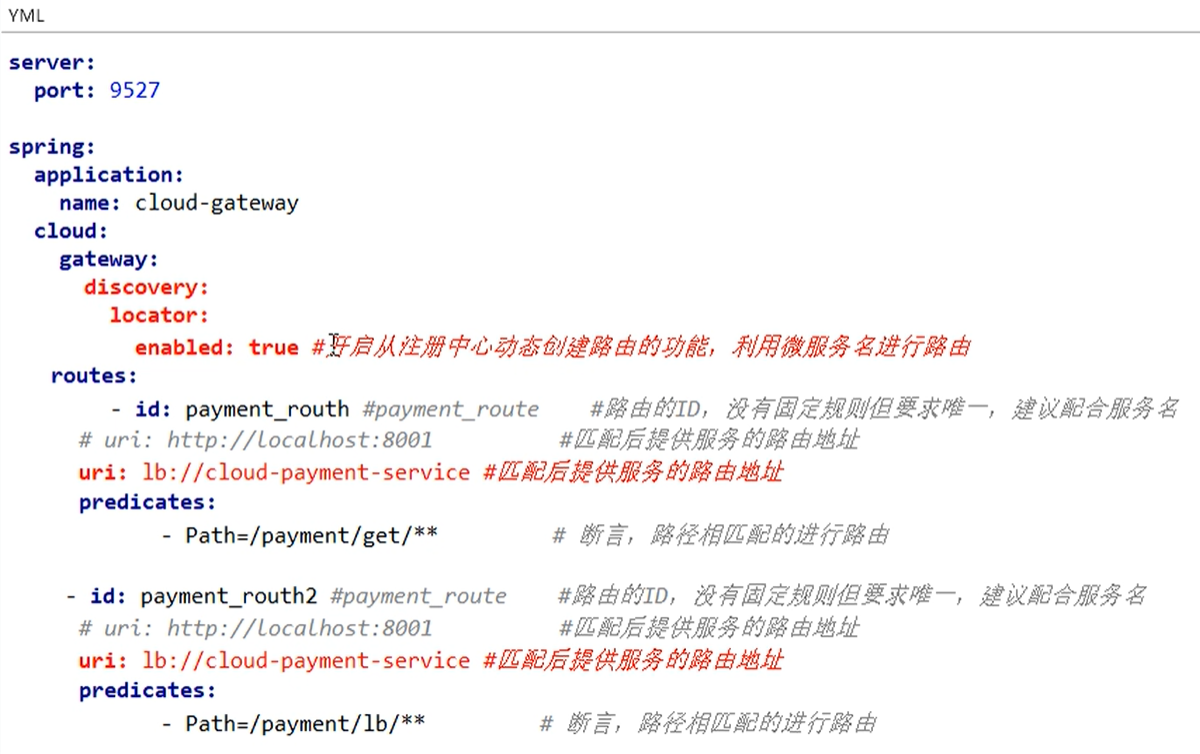 YML
server:
port: 9527
spring:
application:
name: cloud-gateway
cloud:
gateway:
discovery:
locator:
enabled: true #开启从注册中心动态创建路由的功能，利用微服务名进行路由
routes:
- id: payment_routh #payment_route #路由的ID，没有固定规则但要求唯一，建议配合服务名
# uri: http://localhost:8001 #匹配后提供服务的路由地址
uri: lb://cloud-payment-service #匹配后提供服务的路由地址
predicates:
- Path=/payment/get/** # 断言，路径相匹配的进行路由
- id: payment_routh2 #payment_route #路由的ID，没有固定规则但要求唯一，建议配合服务名
# uri: http://localhost:8001 #匹配后提供服务的路由地址
uri: lb://cloud-payment-service #匹配后提供服务的路由地址
predicates:
- Path=/payment/lb/** # 断言，路径相匹配的进行路由